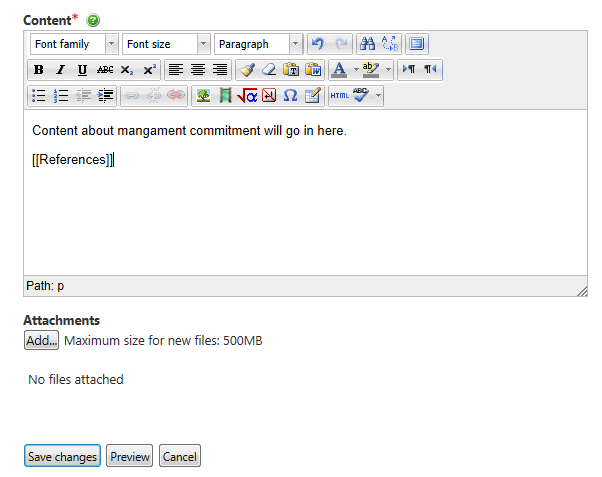 Content*
Font family Font size Paragraph
B I U ABC X₂ X²
HTML ABC
Content about mangament commitment will go in here.
[[References]]
Path: p
Attachments
Add... Maximum size for new files: 500MB
No files attached
Save changes Preview Cancel